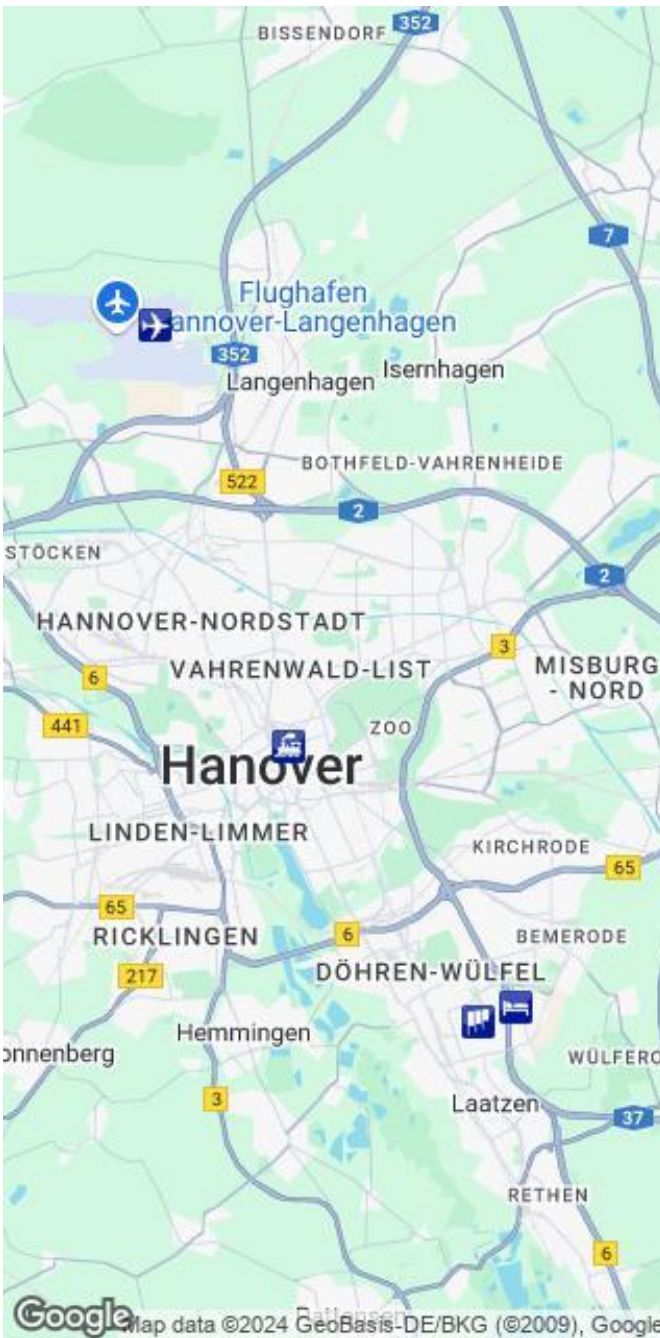 352
BISSENDORF
7
Flughafen
annover-Langenhagen
352
Isernhagen
Langenhagen
BOTHFELD-VAHRENHEIDE
522
2
STÖCKEN
2
HANNOVER-NORDSTADT
3
VAHRENWALD-LIST
MISBURG
- NORD
6
441
ZOO
Hanover
LINDEN-LIMMER
KIRCHRODE
65
65
RICKLINGEN
6
BEMERODE
217
DÖHREN-WÜLFEL
Hemmingen
onnenberg
WÜLFERO
3
Laatzen
37
RETHEN
6
Google
Map data ©2024 GeoBasis-DE/BKG (©2009), Google